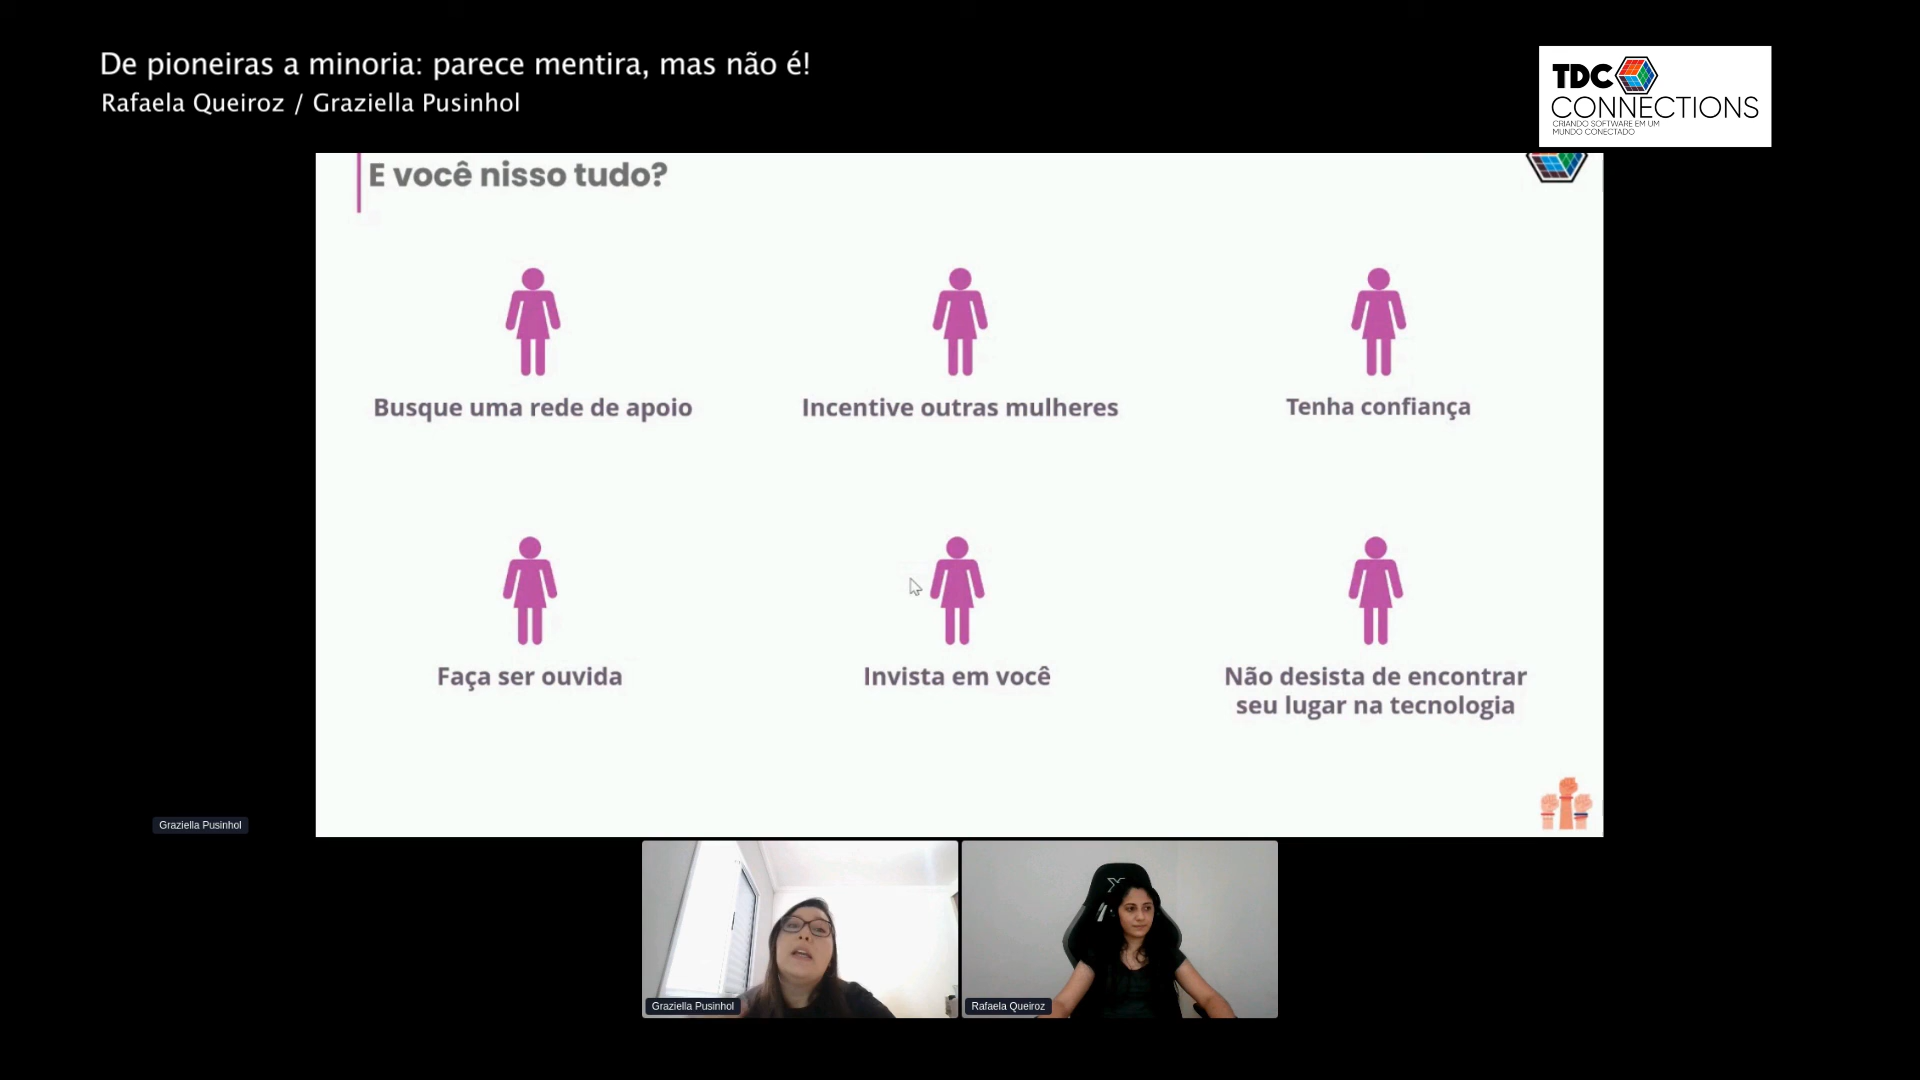 De pioneiras a minoria: parece mentira, mas não é!
Rafaela Queiroz / Graziella Pusinhol
TDC
CONNECTIONS
CRIANDO SOFTWARE EM UM
MUNDO CONECTADO
E você nisso tudo?
Busque uma rede de apoio
Incentive outras mulheres
Tenha confiança
Faça ser ouvida
Invista em você
Não desista de encontrar
seu lugar na tecnologia
Graziella Pusinhol
Graziella Pusinhol
Rafaela Queiroz